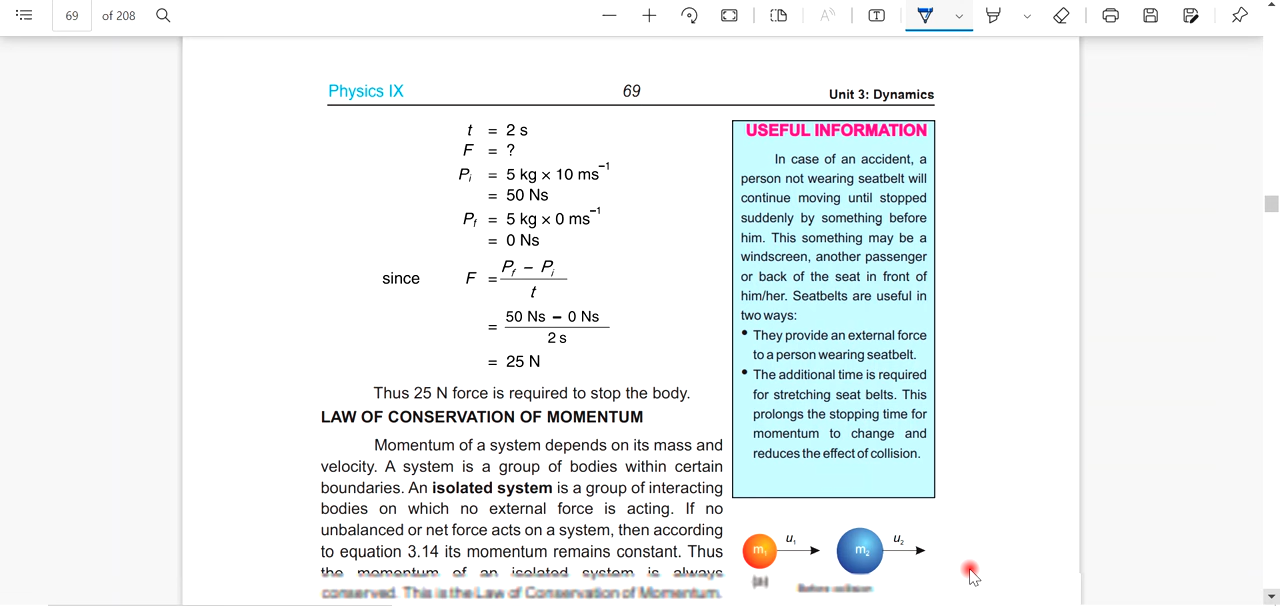 69 of 208
Physics IX 69 Unit 3: Dynamics
t = 2 s
F = ?
Pi = 5 kg × 10 ms⁻¹
= 50 Ns
Pf = 5 kg × 0 ms⁻¹
= 0 Ns
since F = Pf − Pi
t
= 50 Ns − 0 Ns
2 s
= 25 N
Thus 25 N force is required to stop the body.
LAW OF CONSERVATION OF MOMENTUM
Momentum of a system depends on its mass and
velocity. A system is a group of bodies within certain
boundaries. An isolated system is a group of interacting
bodies on which no external force is acting. If no
unbalanced or net force acts on a system, then according
to equation 3.14 its momentum remains constant. Thus
the momentum of an isolated system is always
conserved. This is the Law of Conservation of Momentum.
USEFUL INFORMATION
In case of an accident, a
person not wearing seatbelt will
continue moving until stopped
suddenly by something before
him. This something may be a
windscreen, another passenger
or back of the seat in front of
him/her. Seatbelts are useful in
two ways:
• They provide an external force
to a person wearing seatbelt.
• The additional time is required
for stretching seat belts. This
prolongs the stopping time for
momentum to change and
reduces the effect of collision.
m₁ u₁ m₂ u₂
Before collision